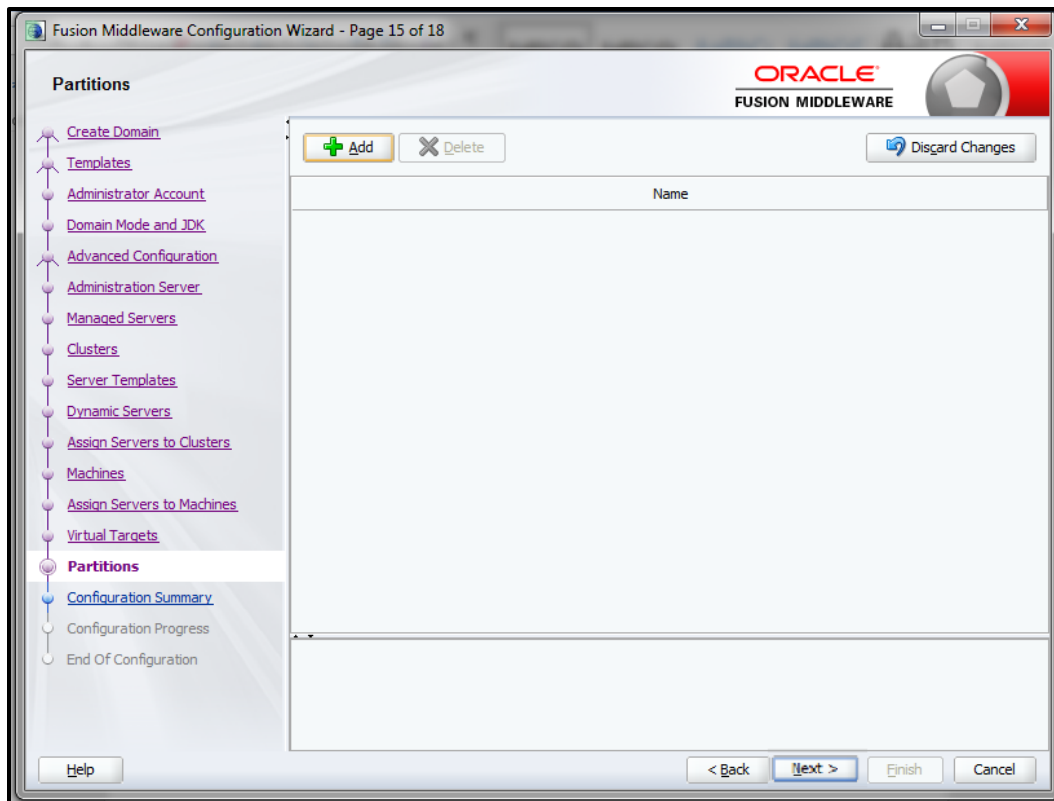 Fusion Middleware Configuration Wizard - Page 15 of 18
Partitions
ORACLE
FUSION MIDDLEWARE
Create Domain
Templates
Administrator Account
Domain Mode and JDK
Advanced Configuration
Administration Server
Managed Servers
Clusters
Server Templates
Dynamic Servers
Assign Servers to Clusters
Machines
Assign Servers to Machines
Virtual Targets
Partitions
Configuration Summary
Configuration Progress
End Of Configuration
Add Delete Discard Changes
Name
Help < Back Next > Finish Cancel